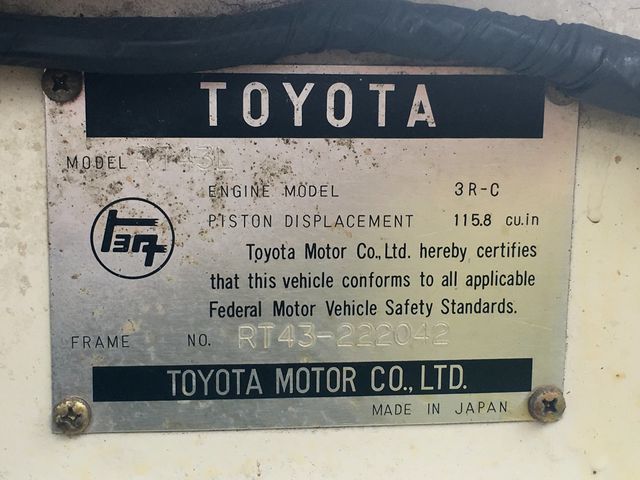 TOYOTA
MODEL RT43L
ENGINE MODEL 3R-C
PISTON DISPLACEMENT 115.8 cu.in
トヨタ
Toyota Motor Co., Ltd. hereby certifies
that this vehicle conforms to all applicable
Federal Motor Vehicle Safety Standards.
FRAME NO. RT43-222042
TOYOTA MOTOR CO., LTD.
MADE IN JAPAN